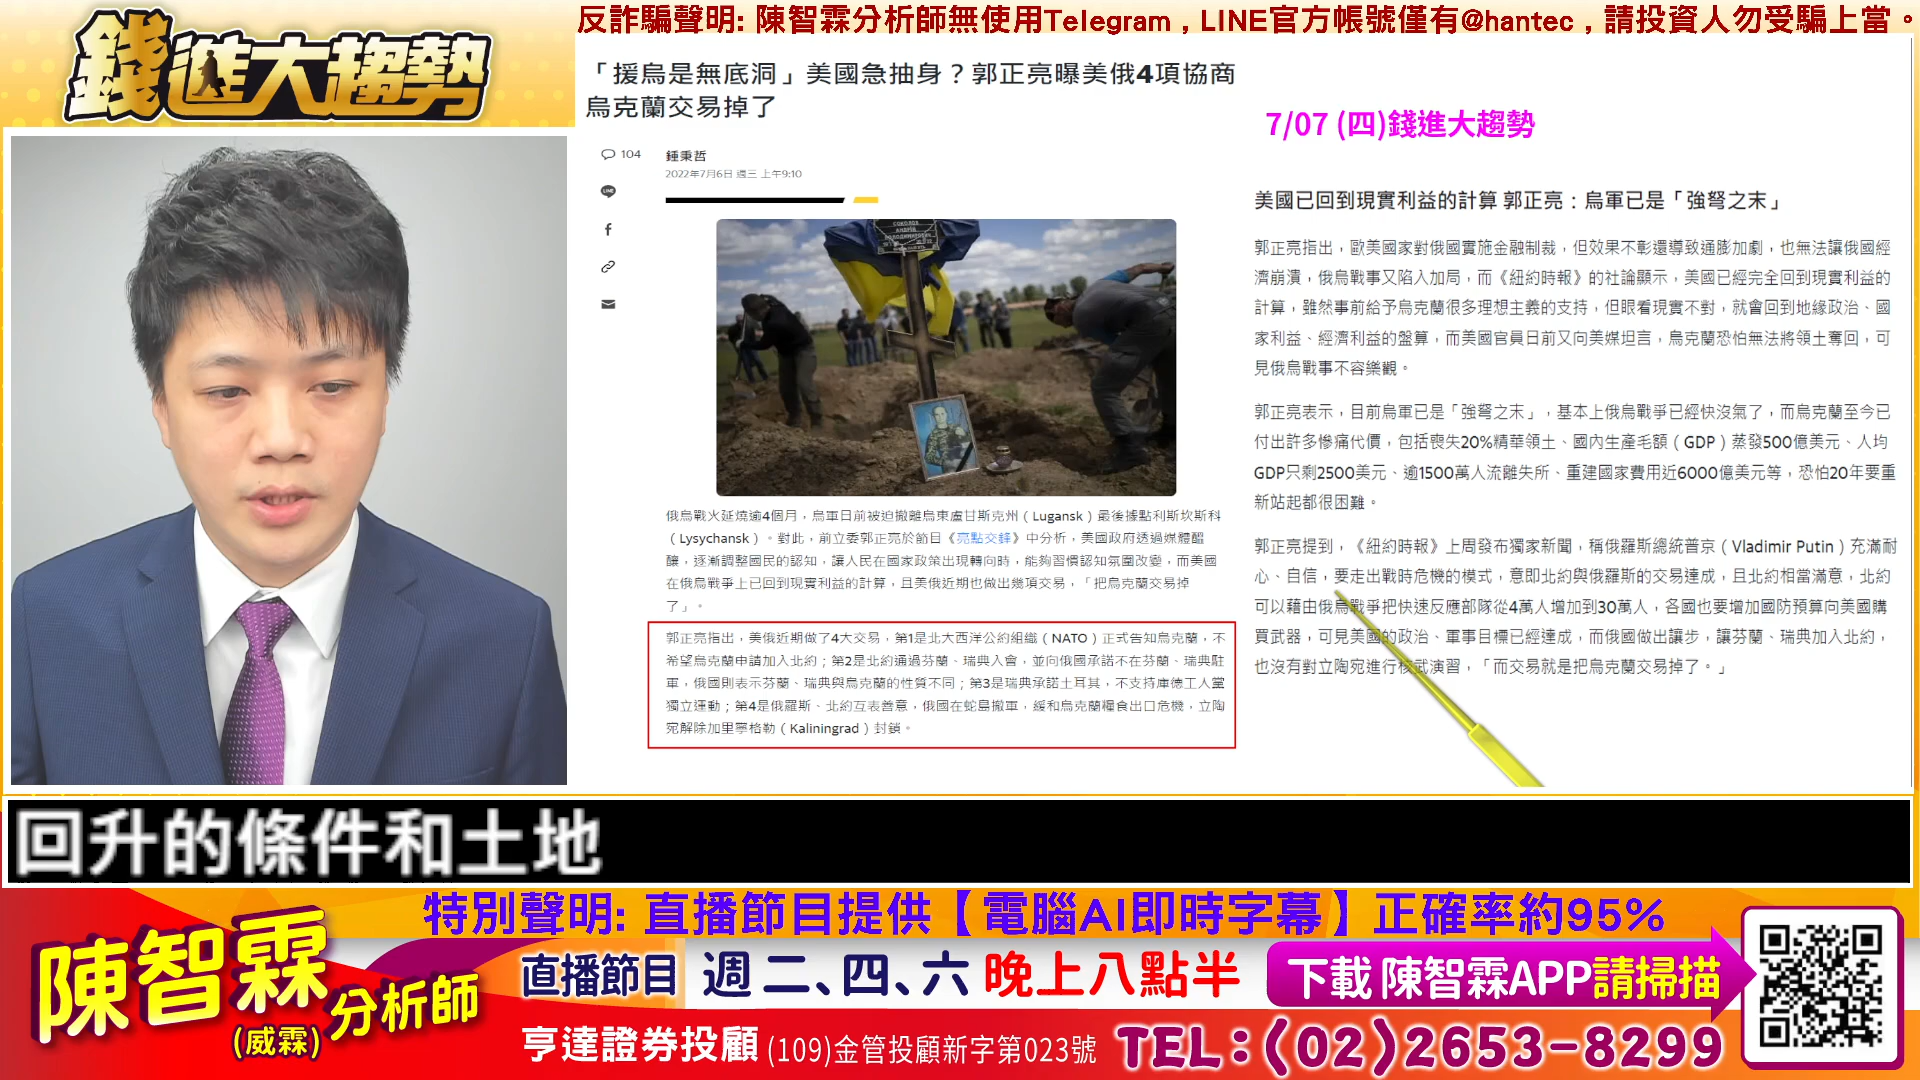 錢進大趨勢
反詐騙聲明: 陳智霖分析師無使用Telegram , LINE官方帳號僅有@hantec , 請投資人勿受騙上當。
「援烏是無底洞」美國急抽身?郭正亮曝美俄4項協商
烏克蘭交易掉了
104
鍾秉哲
2022年7月6日 週三 上午9:10
LINE
俄烏戰火延燒逾4個月,烏軍日前被迫撤離烏東盧甘斯克州(Lugansk)最後據點利斯坎斯科
(Lysychansk)。對此,前立委郭正亮於節目《亮點交鋒》中分析,美國政府透過媒體醞
釀,逐漸調整國民的認知,讓人民在國家政策出現轉向時,能夠習慣認知氛圍改變,而美國
在俄烏戰爭上已回到現實利益的計算,且美俄近期也做出幾項交易,「把烏克蘭交易掉
了」。
郭正亮指出,美俄近期做了4大交易,第1是北大西洋公約組織(NATO)正式告知烏克蘭,不
希望烏克蘭申請加入北約;第2是北約通過芬蘭、瑞典入會,並向俄國承諾不在芬蘭、瑞典駐
軍,俄國則表示芬蘭、瑞典與烏克蘭的性質不同;第3是瑞典承諾土耳其,不支持庫德工人黨
獨立運動;第4是俄羅斯、北約互表善意,俄國在蛇島撤軍,緩和烏克蘭糧食出口危機,立陶
宛解除加里寧格勒(Kaliningrad)封鎖。
7/07 (四)錢進大趨勢
美國已回到現實利益的計算 郭正亮:烏軍已是「強弩之末」
郭正亮指出,歐美國家對俄國實施金融制裁,但效果不彰還導致通膨加劇,也無法讓俄國經
濟崩潰,俄烏戰事又陷入加局,而《紐約時報》的社論顯示,美國已經完全回到現實利益的
計算,雖然事前給予烏克蘭很多理想主義的支持,但眼看現實不對,就會回到地緣政治、國
家利益、經濟利益的盤算,而美國官員日前又向美媒坦言,烏克蘭恐怕無法將領土奪回,可
見俄烏戰事不容樂觀。
郭正亮表示,目前烏軍已是「強弩之末」,基本上俄烏戰爭已經快沒氣了,而烏克蘭至今已
付出許多慘痛代價,包括喪失20%精華領土、國內生產毛額(GDP)蒸發500億美元、人均
GDP只剩2500美元、逾1500萬人流離失所、重建國家費用近6000億美元等,恐怕20年要重
新站起都很困難。
郭正亮提到,《紐約時報》上周發布獨家新聞,稱俄羅斯總統普京(Vladimir Putin)充滿耐
心、自信,要走出戰時危機的模式,意即北約與俄羅斯的交易達成,且北約相當滿意,北約
可以藉由俄烏戰爭把快速反應部隊從4萬人增加到30萬人,各國也要增加國防預算向美國購
買武器,可見美國的政治、軍事目標已經達成,而俄國做出讓步,讓芬蘭、瑞典加入北約,
也沒有對立陶宛進行核武演習,「而交易就是把烏克蘭交易掉了。」
回升的條件和土地
特別聲明: 直播節目提供【電腦AI即時字幕】正確率約95%
陳智霖分析師
(威霖)
直播節目 週二、四、六 晚上八點半
下載 陳智霖APP請掃描
亨達證券投顧 (109)金管投顧新字第023號 TEL:(02)2653-8299